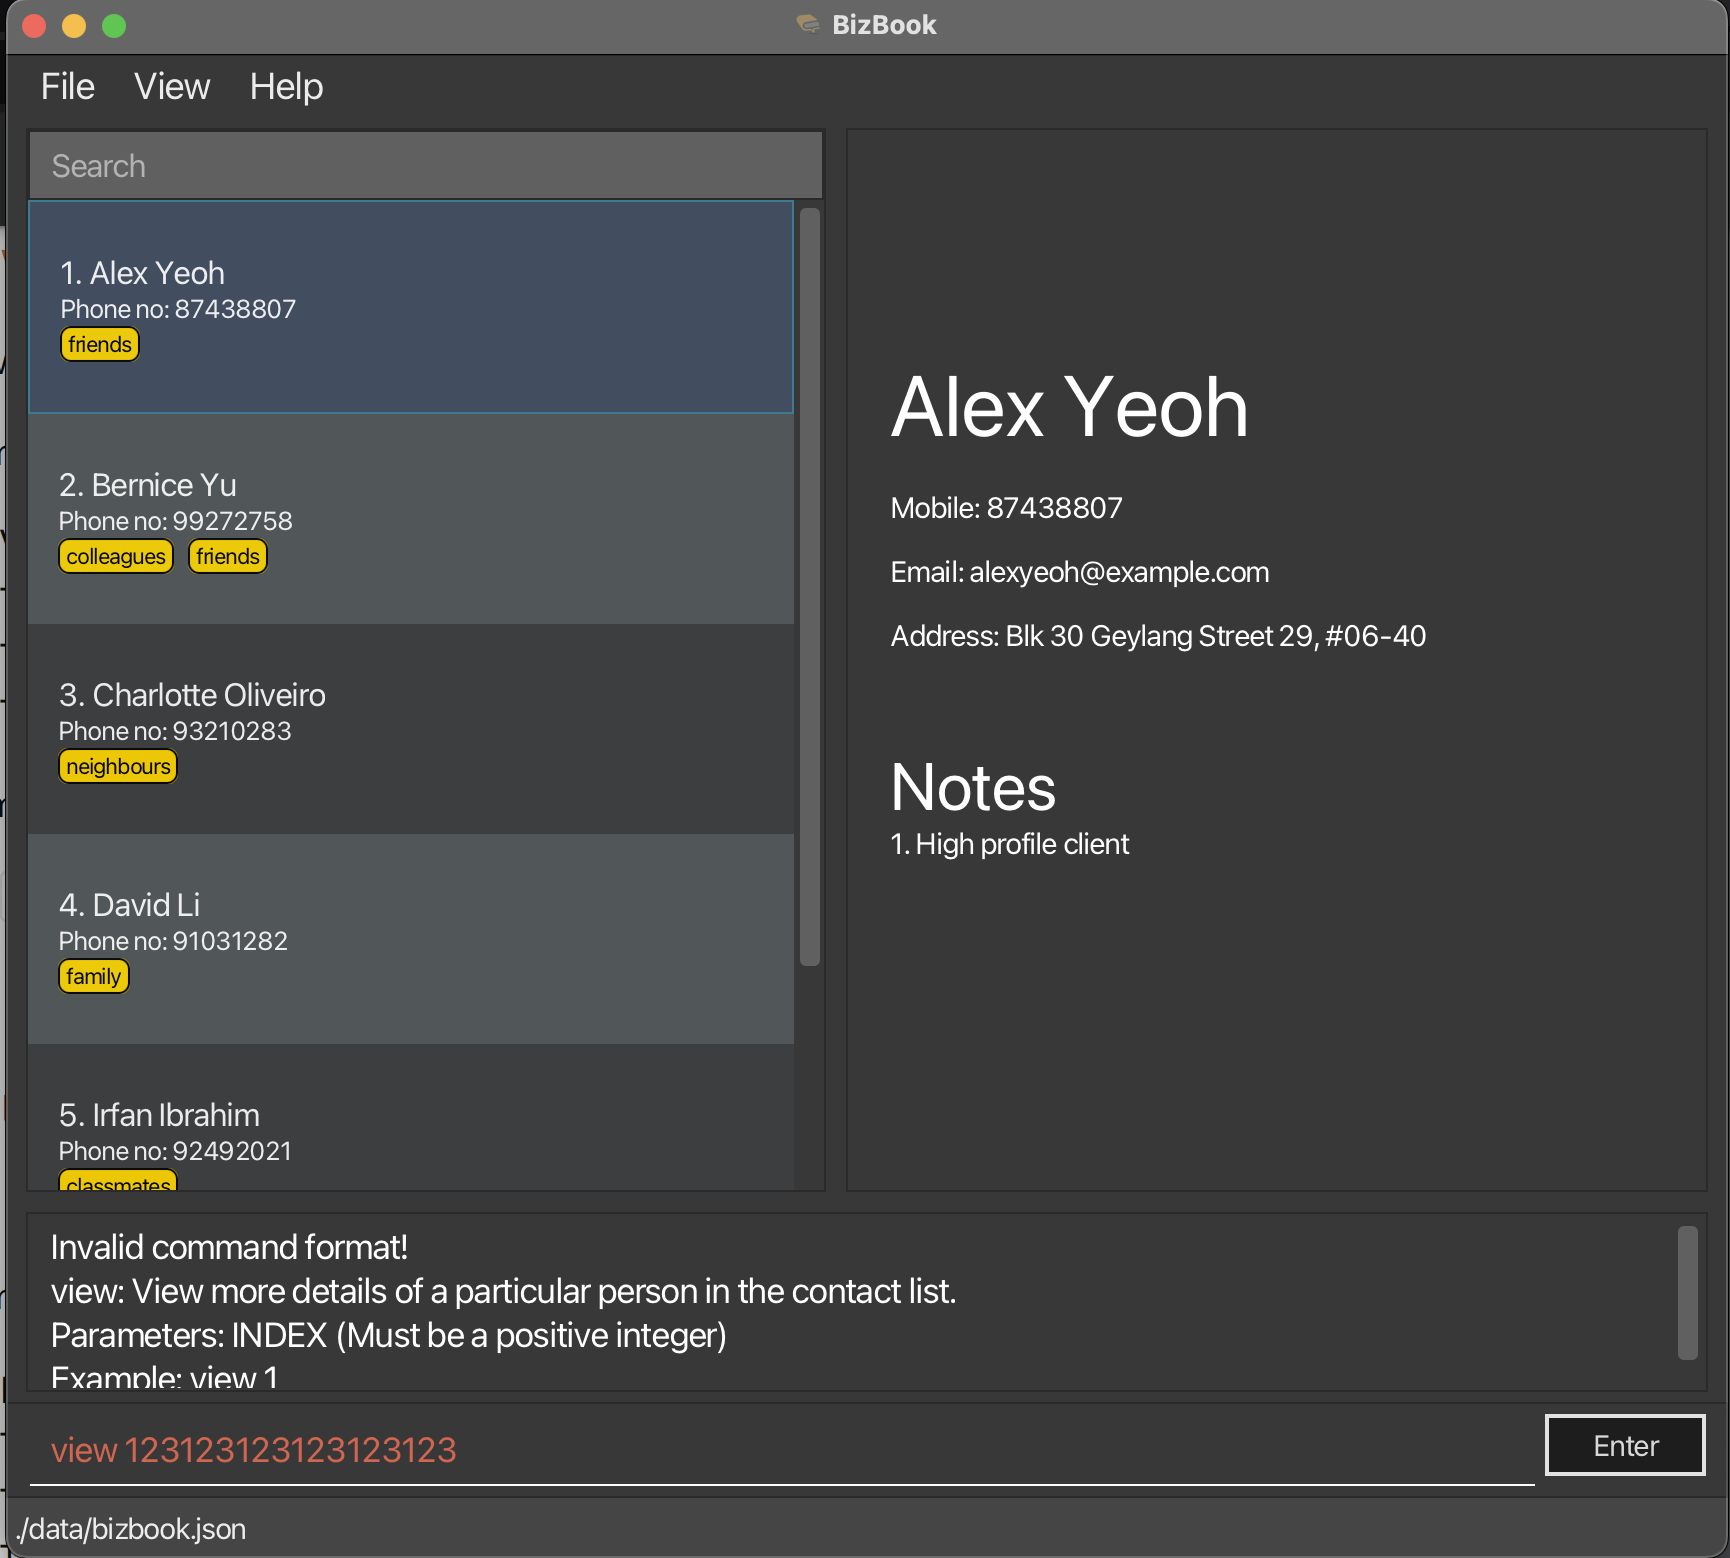 BizBook
File View Help
Search
1. Alex Yeoh
Phone no: 87438807
friends
2. Bernice Yu
Phone no: 99272758
colleagues friends
3. Charlotte Oliveiro
Phone no: 93210283
neighbours
4. David Li
Phone no: 91031282
family
5. Irfan Ibrahim
Phone no: 92492021
classmates
Alex Yeoh
Mobile: 87438807
Email: alexyeoh@example.com
Address: Blk 30 Geylang Street 29, #06-40
Notes
1. High profile client
Invalid command format!
view: View more details of a particular person in the contact list.
Parameters: INDEX (Must be a positive integer)
Example: view 1
view 123123123123123123
Enter
./data/bizbook.json